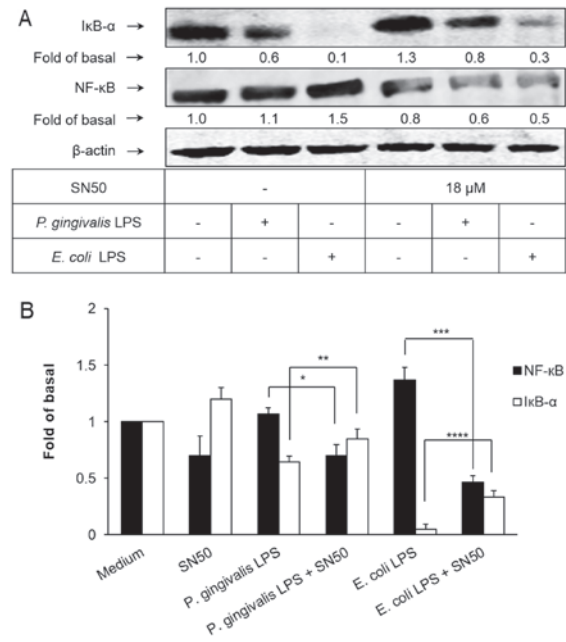 A
IκB-α →
Fold of basal → 1.0 0.6 0.1 1.3 0.8 0.3
NF-κB →
Fold of basal → 1.0 1.1 1.5 0.8 0.6 0.5
β-actin →
SN50 - 18 µM
P. gingivalis LPS - + - - + -
E. coli LPS - - + - - +
B
Fold of basal
2
1.5
1
0.5
0
* ** *** ****
NF-κB
IκB-α
Medium
SN50
P. gingivalis LPS
P. gingivalis LPS + SN50
E. coli LPS
E. coli LPS + SN50